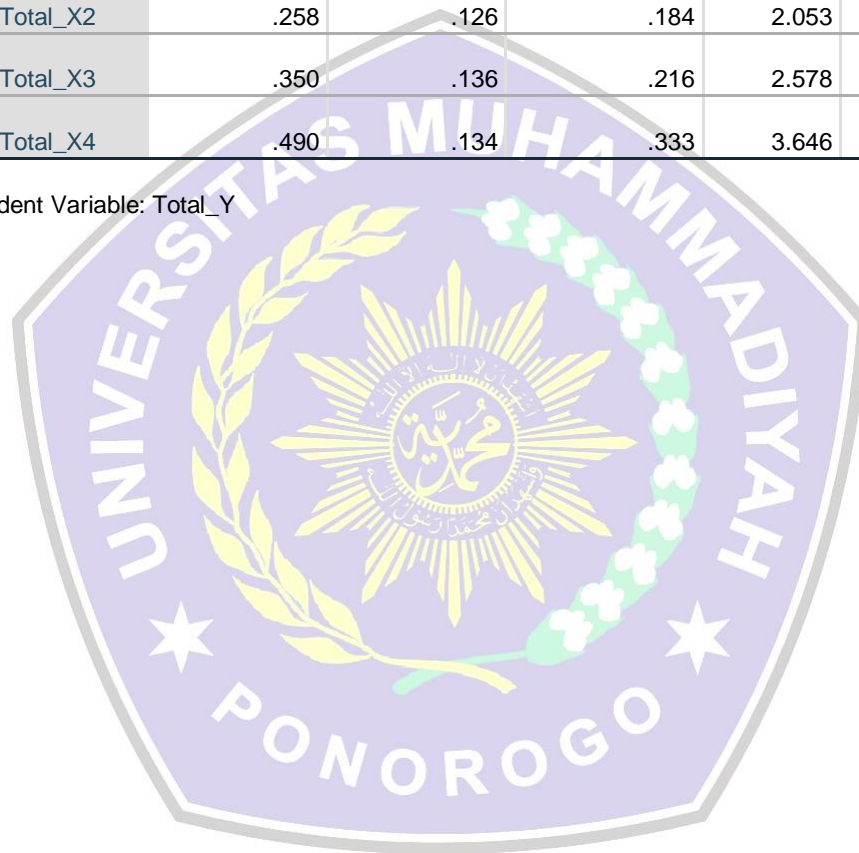 Total_X2 .258 .126 .184 2.053
Total_X3 .350 .136 .216 2.578
Total_X4 .490 .134 .333 3.646
dent Variable: Total_Y
UNIVERSITAS MUHAMMADIYAH
PONOROGO
محمدية